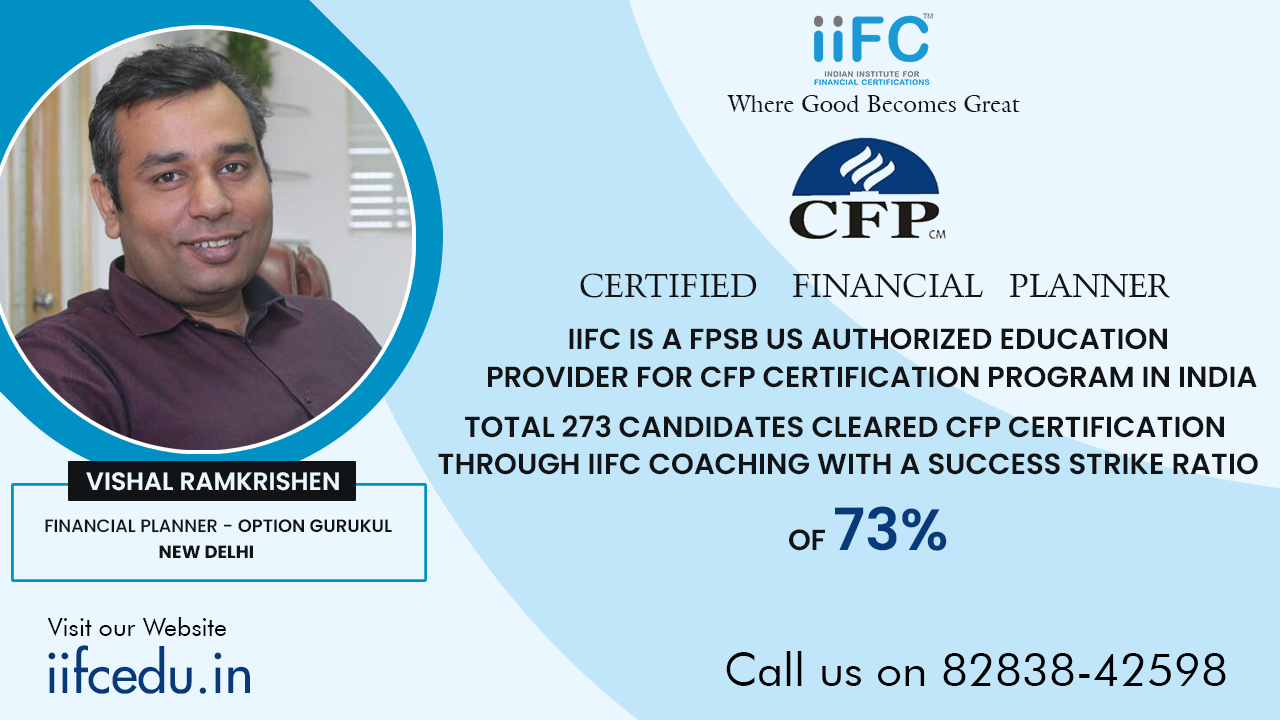 iiFC TM
INDIAN INSTITUTE FOR
FINANCIAL CERTIFICATIONS
Where Good Becomes Great
CFP CM
CERTIFIED FINANCIAL PLANNER
IIFC IS A FPSB US AUTHORIZED EDUCATION
PROVIDER FOR CFP CERTIFICATION PROGRAM IN INDIA
TOTAL 273 CANDIDATES CLEARED CFP CERTIFICATION
THROUGH IIFC COACHING WITH A SUCCESS STRIKE RATIO
OF 73%
VISHAL RAMKRISHEN
FINANCIAL PLANNER - OPTION GURUKUL
NEW DELHI
Visit our Website
iifcedu.in
Call us on 82838-42598